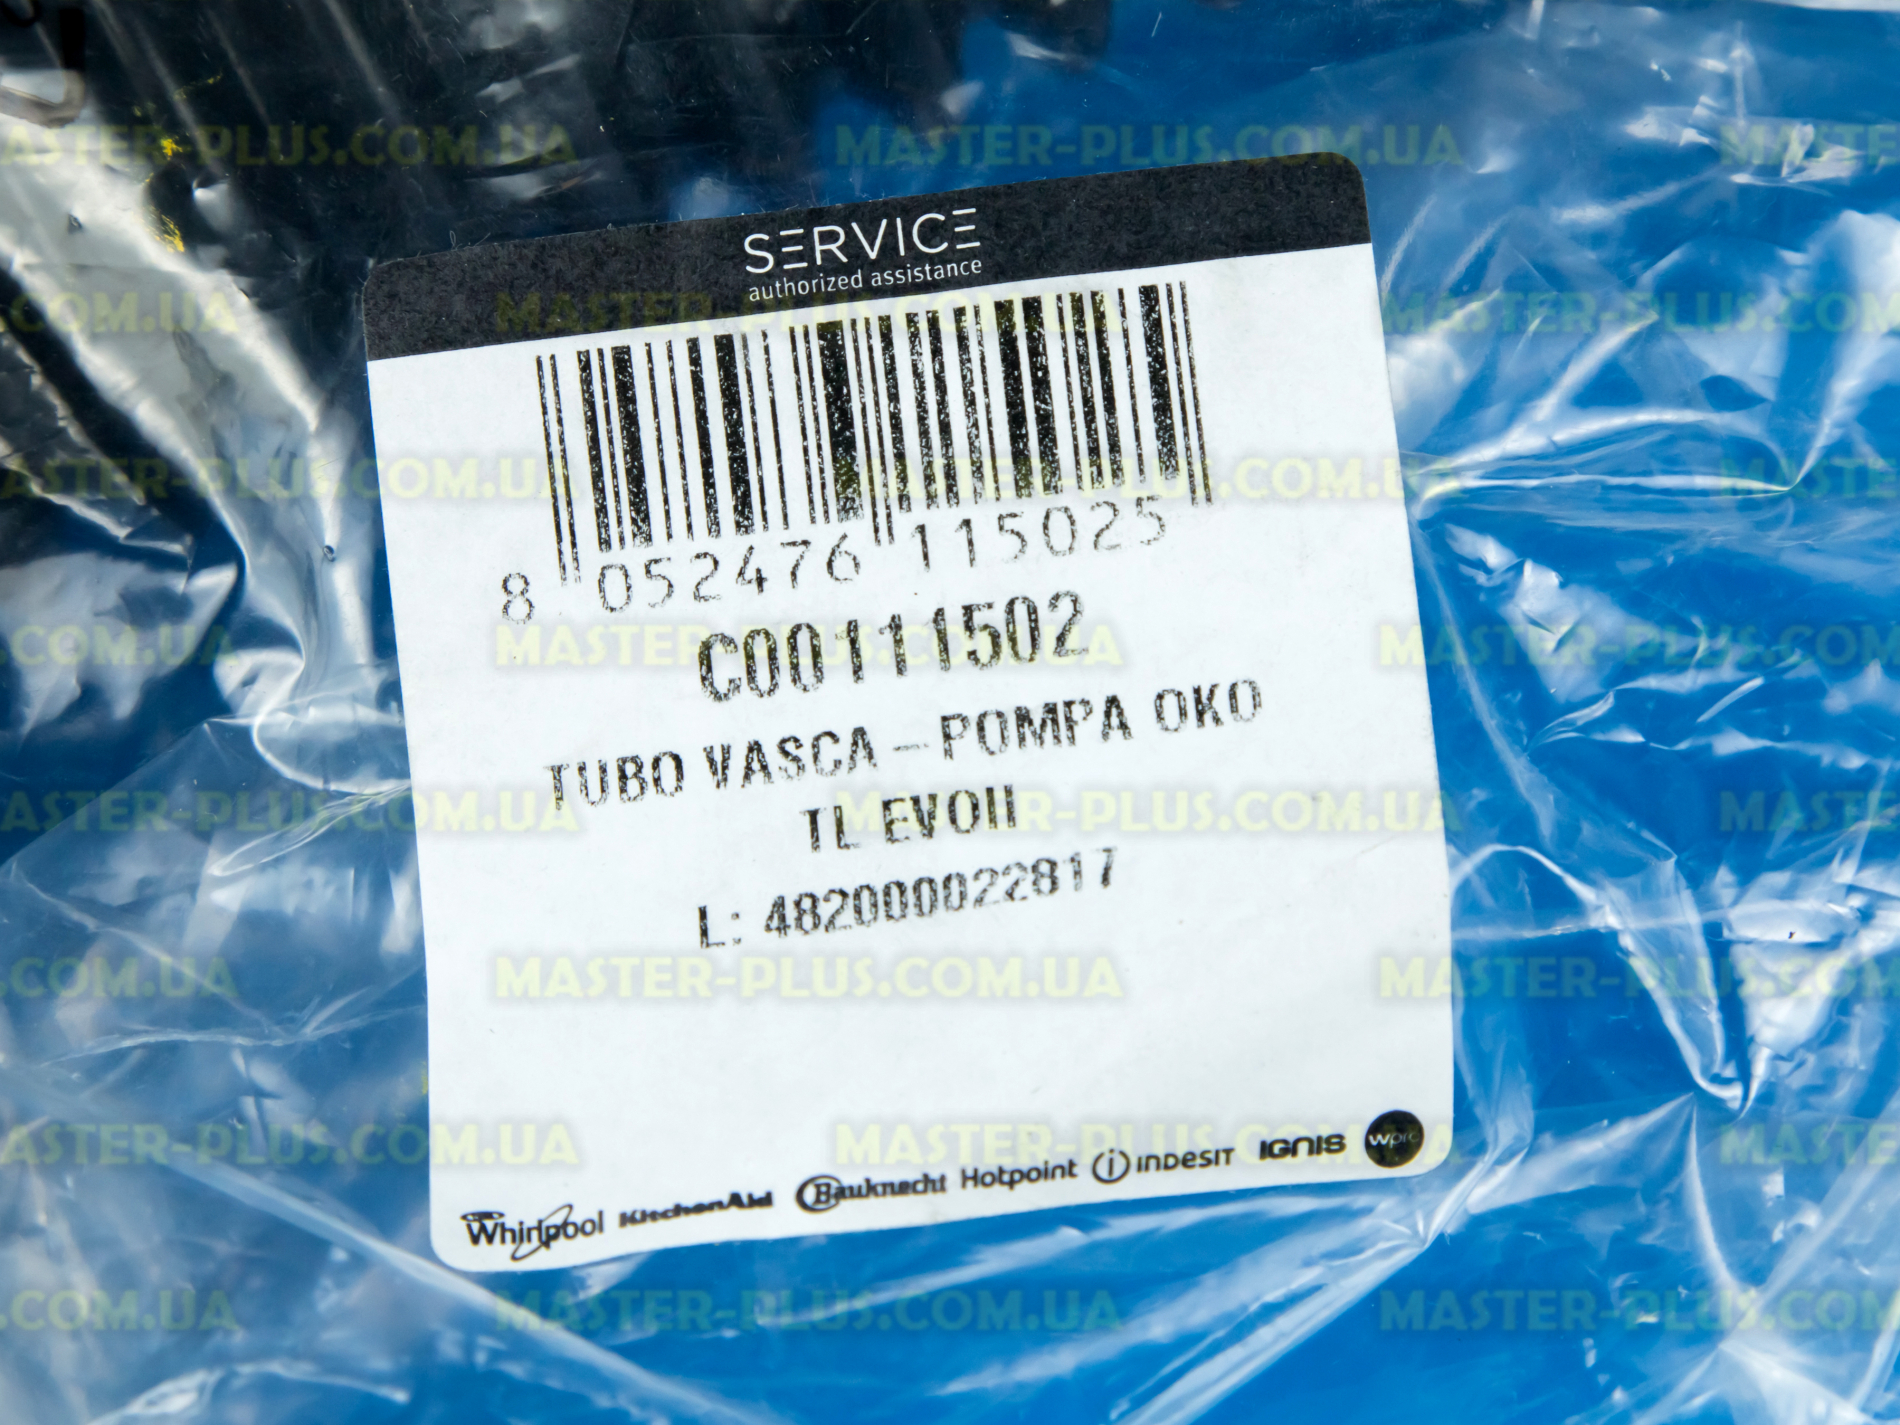 SERVICE
authorized assistance
8 052476 115025
C00111502
TUBO VASCA - POMPA OKO
TL EVOII
L: 482000022817
Whirlpool KitchenAid Bauknecht Hotpoint indesit IGNIS wpro
MASTER-PLUS.COM.UA